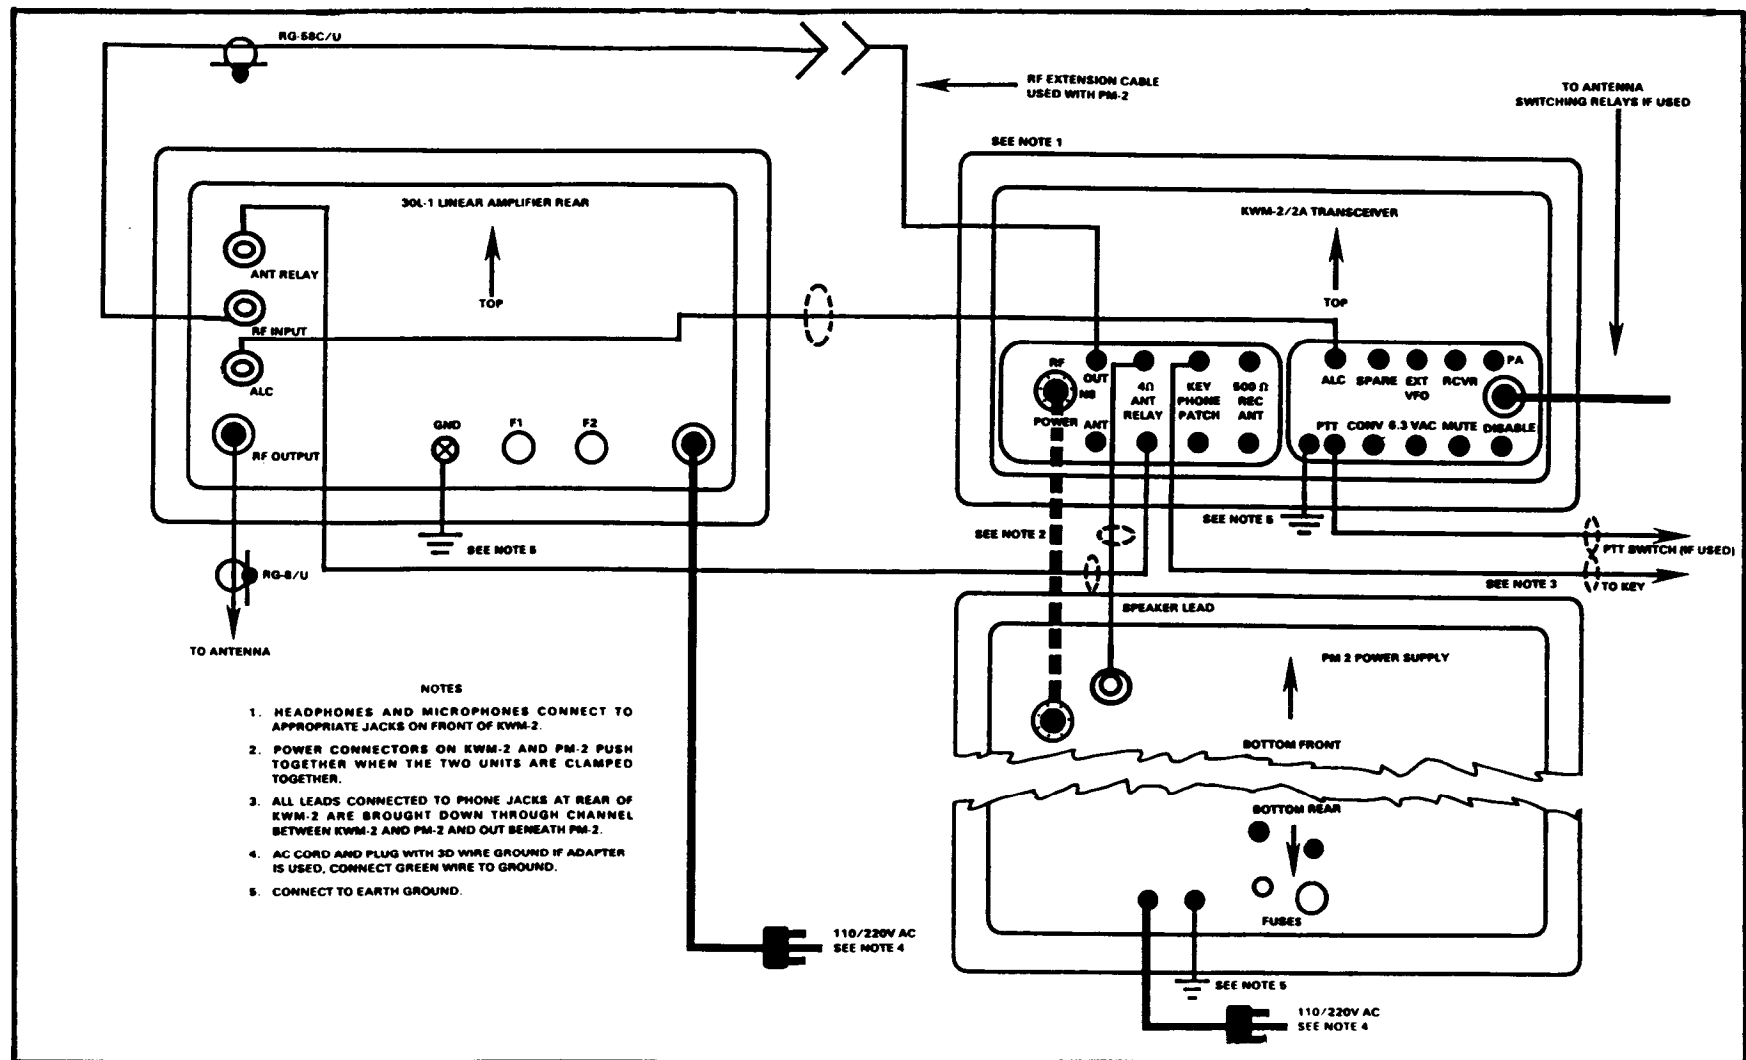 RG-58C/U
RF EXTENSION CABLE
USED WITH PM-2
TO ANTENNA
SWITCHING RELAYS IF USED
SEE NOTE 1
30L-1 LINEAR AMPLIFIER REAR
KWM-2/2A TRANSCEIVER
ANT RELAY
TOP
TOP
RF INPUT
ALC
RF OUTPUT
GND
F1
F2
RF
OUT
NB
POWER
ANT
4Ω
ANT
RELAY
KEY
PHONE
PATCH
500 Ω
REC
ANT
ALC
SPARE
EXT
VFO
RCVR
PA
PTT
CONV
6.3 VAC
MUTE
DISABLE
SEE NOTE 5
SEE NOTE 2
SEE NOTE 5
PTT SWITCH (IF USED)
RG-8/U
SEE NOTE 3
TO KEY
SPEAKER LEAD
TO ANTENNA
PM 2 POWER SUPPLY
BOTTOM FRONT
NOTES
1. HEADPHONES AND MICROPHONES CONNECT TO
APPROPRIATE JACKS ON FRONT OF KWM-2.
2. POWER CONNECTORS ON KWM-2 AND PM-2 PUSH
TOGETHER WHEN THE TWO UNITS ARE CLAMPED
TOGETHER.
3. ALL LEADS CONNECTED TO PHONE JACKS AT REAR OF
KWM-2 ARE BROUGHT DOWN THROUGH CHANNEL
BETWEEN KWM-2 AND PM-2 AND OUT BENEATH PM-2.
4. AC CORD AND PLUG WITH 3D WIRE GROUND IF ADAPTER
IS USED, CONNECT GREEN WIRE TO GROUND.
5. CONNECT TO EARTH GROUND.
BOTTOM REAR
FUSES
110/220V AC
SEE NOTE 4
SEE NOTE 5
110/220V AC
SEE NOTE 4